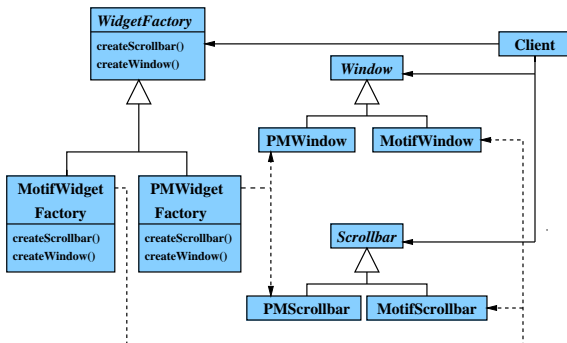 WidgetFactory
createScrollbar()
createWindow()
Client
Window
PMWindow
MotifWindow
MotifWidget
Factory
createScrollbar()
createWindow()
PMWidget
Factory
createScrollbar()
createWindow()
Scrollbar
PMScrollbar
MotifScrollbar